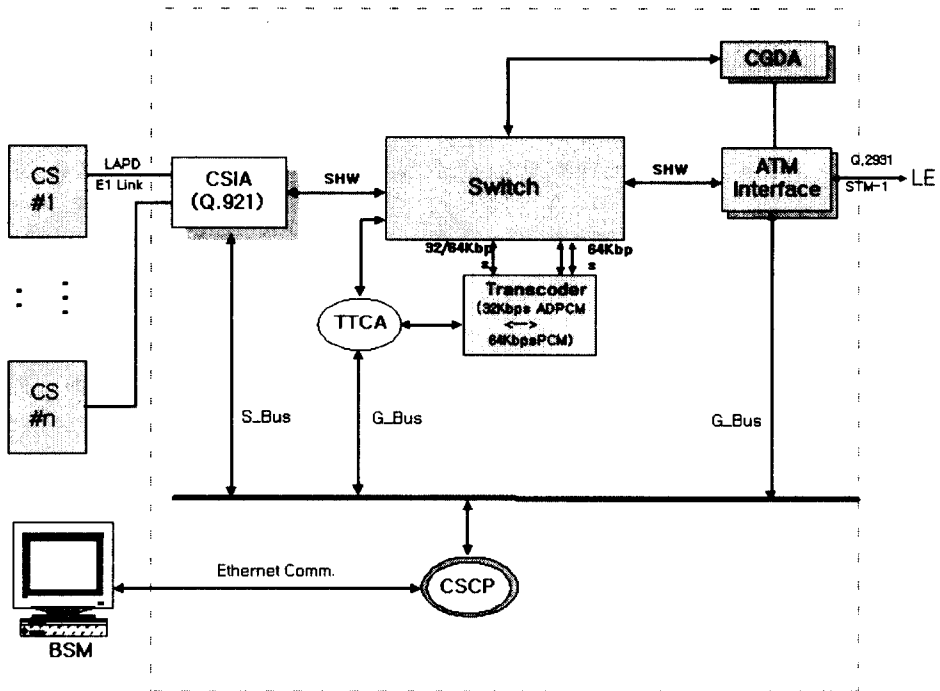 CGDA
CS
#1
LAPD
E1 Link
CSIA
(Q.921)
SHW
Switch
SHW
ATM
Interface
Q.2931
STM-1
LE
32/64Kbp
s
64Kbp
s
Transcoder
(32Kbps ADPCM
<-->
64KbpsPCM)
TTCA
CS
#n
S_Bus
G_Bus
G_Bus
Ethernet Comm.
CSCP
BSM